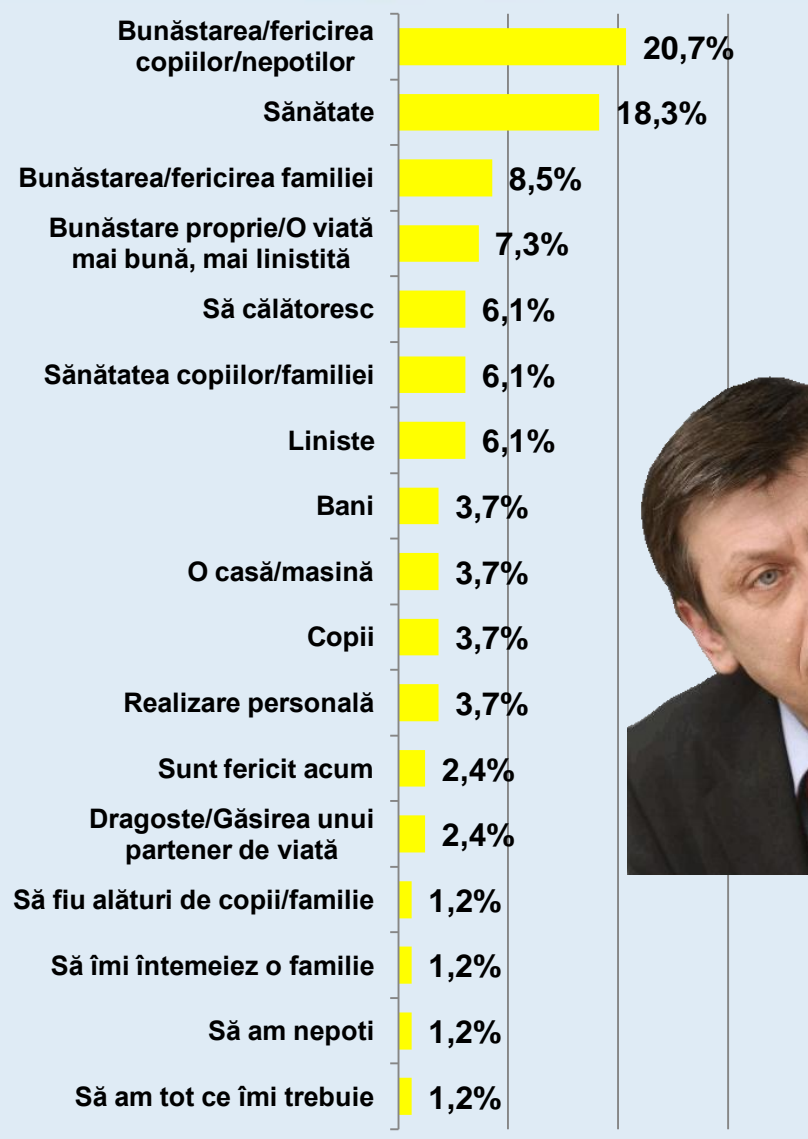 Bunăstarea/fericirea
copiilor/nepotilor
20,7%
Sănătate
18,3%
Bunăstarea/fericirea familiei
8,5%
Bunăstare proprie/O viată
mai bună, mai linistită
7,3%
Să călătoresc
6,1%
Sănătatea copiilor/familiei
6,1%
Liniste
6,1%
Bani
3,7%
O casă/masină
3,7%
Copii
3,7%
Realizare personală
3,7%
Sunt fericit acum
2,4%
Dragoste/Găsirea unui
partener de viată
2,4%
Să fiu alături de copii/familie
1,2%
Să îmi întemeiez o familie
1,2%
Să am nepoti
1,2%
Să am tot ce îmi trebuie
1,2%